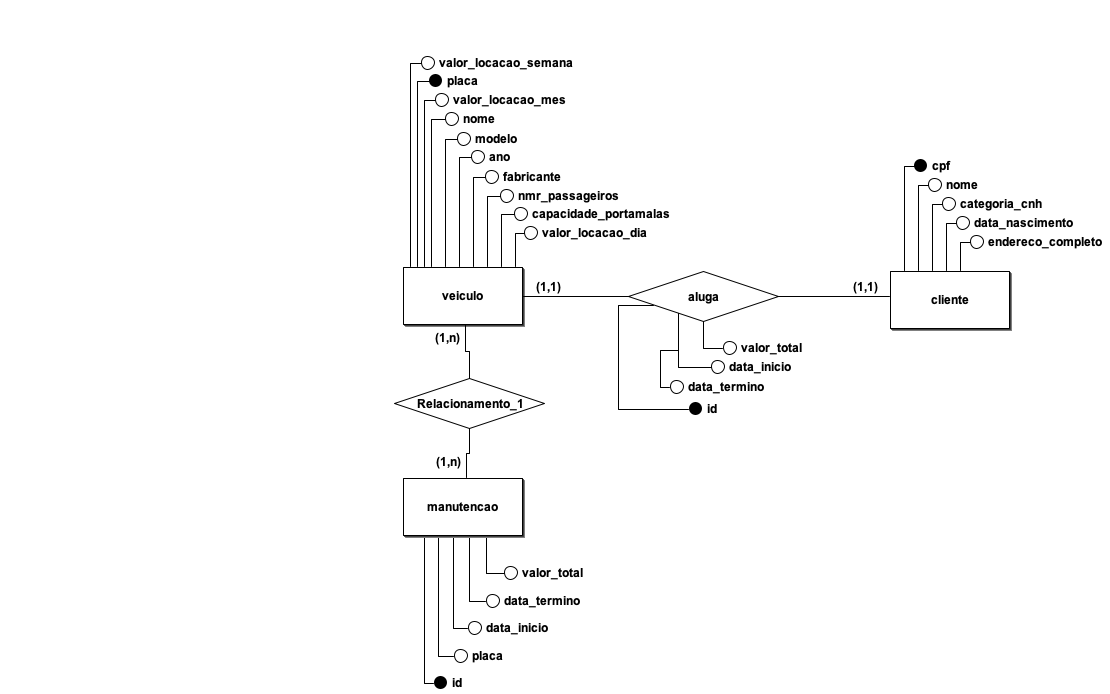 valor_locacao_semana
placa
valor_locacao_mes
nome
modelo
ano
fabricante
nmr_passageiros
capacidade_portamalas
valor_locacao_dia
veiculo
(1,1)
aluga
(1,1)
cpf
nome
categoria_cnh
data_nascimento
endereco_completo
cliente
valor_total
data_inicio
data_termino
id
(1,n)
Relacionamento_1
(1,n)
manutencao
valor_total
data_termino
data_inicio
placa
id